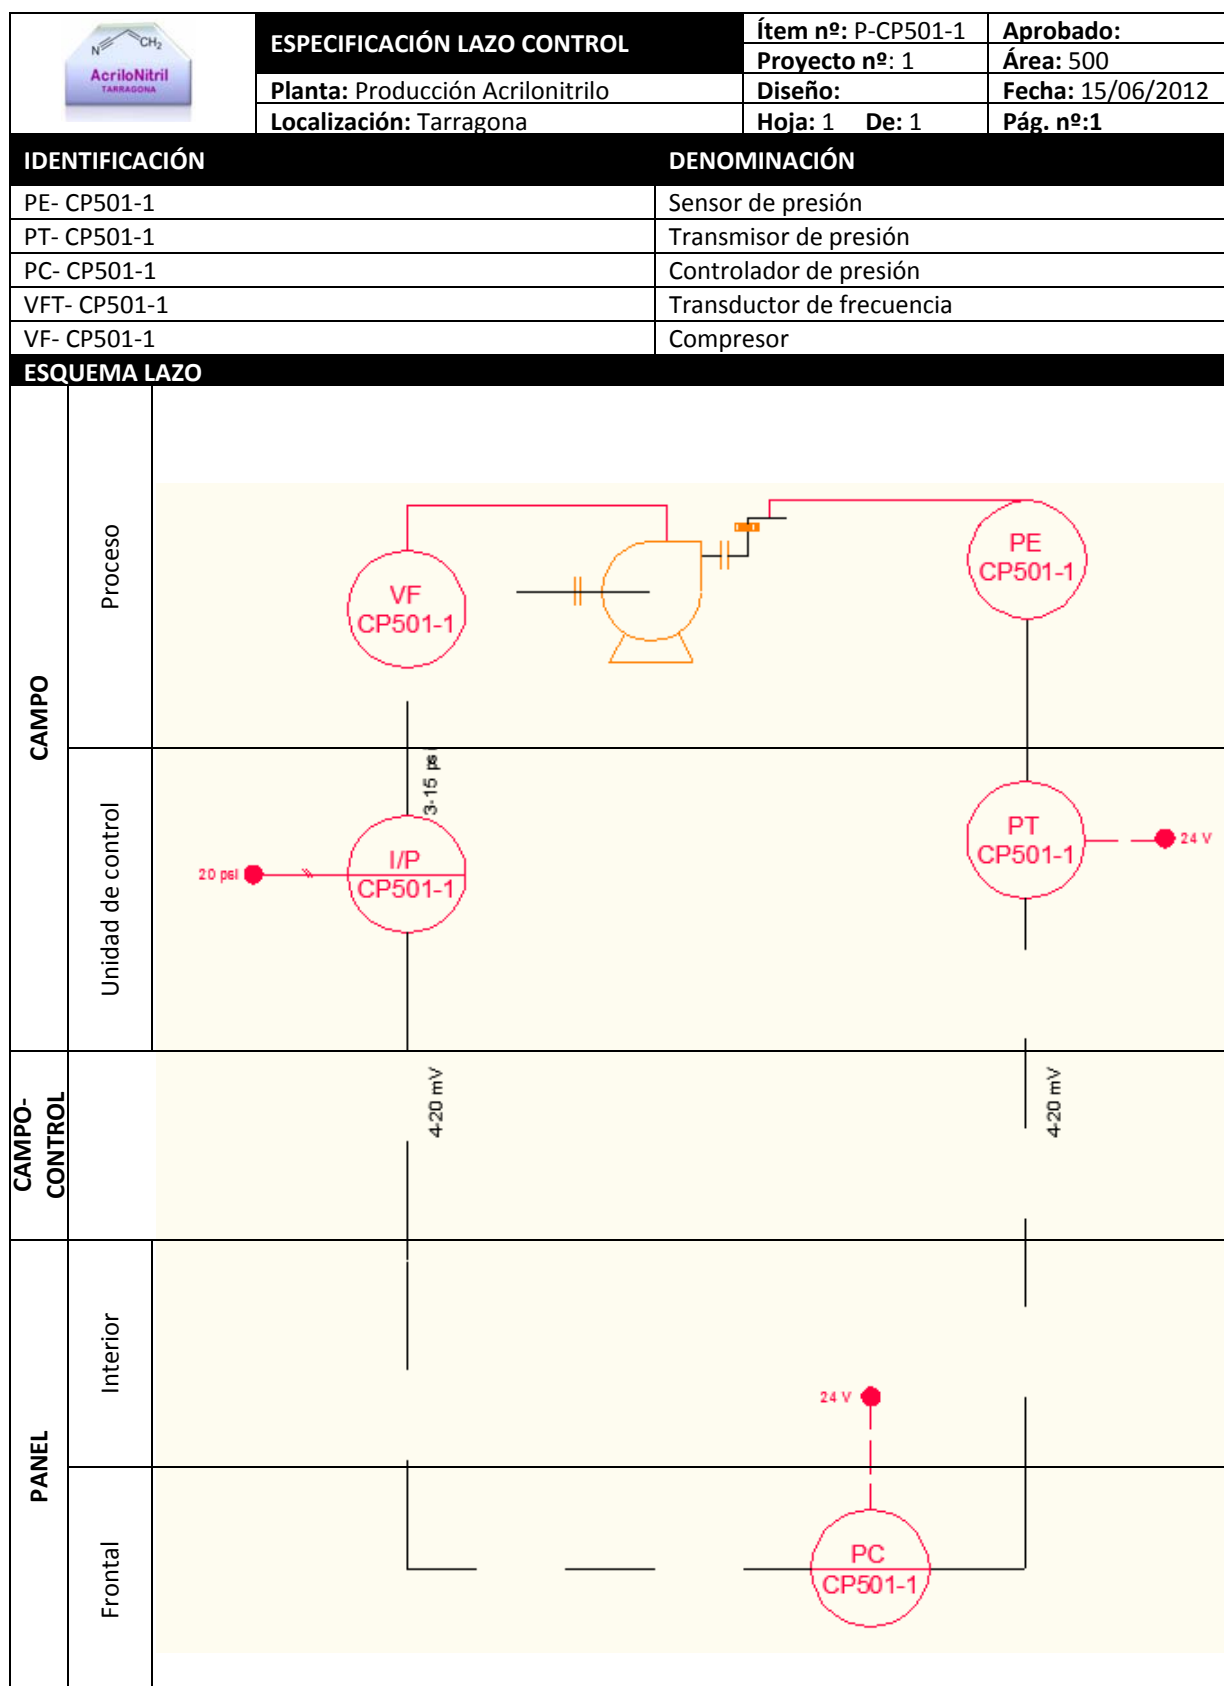 N CH2
AcriloNitril
TARRAGONA
ESPECIFICACIÓN LAZO CONTROL
Ítem nº: P-CP501-1
Aprobado:
Proyecto nº: 1
Área: 500
Planta: Producción Acrilonitrilo
Diseño:
Fecha: 15/06/2012
Localización: Tarragona
Hoja: 1 De: 1
Pág. nº:1
IDENTIFICACIÓN
DENOMINACIÓN
PE- CP501-1
Sensor de presión
PT- CP501-1
Transmisor de presión
PC- CP501-1
Controlador de presión
VFT- CP501-1
Transductor de frecuencia
VF- CP501-1
Compresor
ESQUEMA LAZO
CAMPO
Proceso
VF
CP501-1
PE
CP501-1
Unidad de control
3-15 psi
20 psi
I/P
CP501-1
PT
CP501-1
24 V
CAMPO-
CONTROL
4-20 mV
4-20 mV
PANEL
Interior
24 V
Frontal
PC
CP501-1